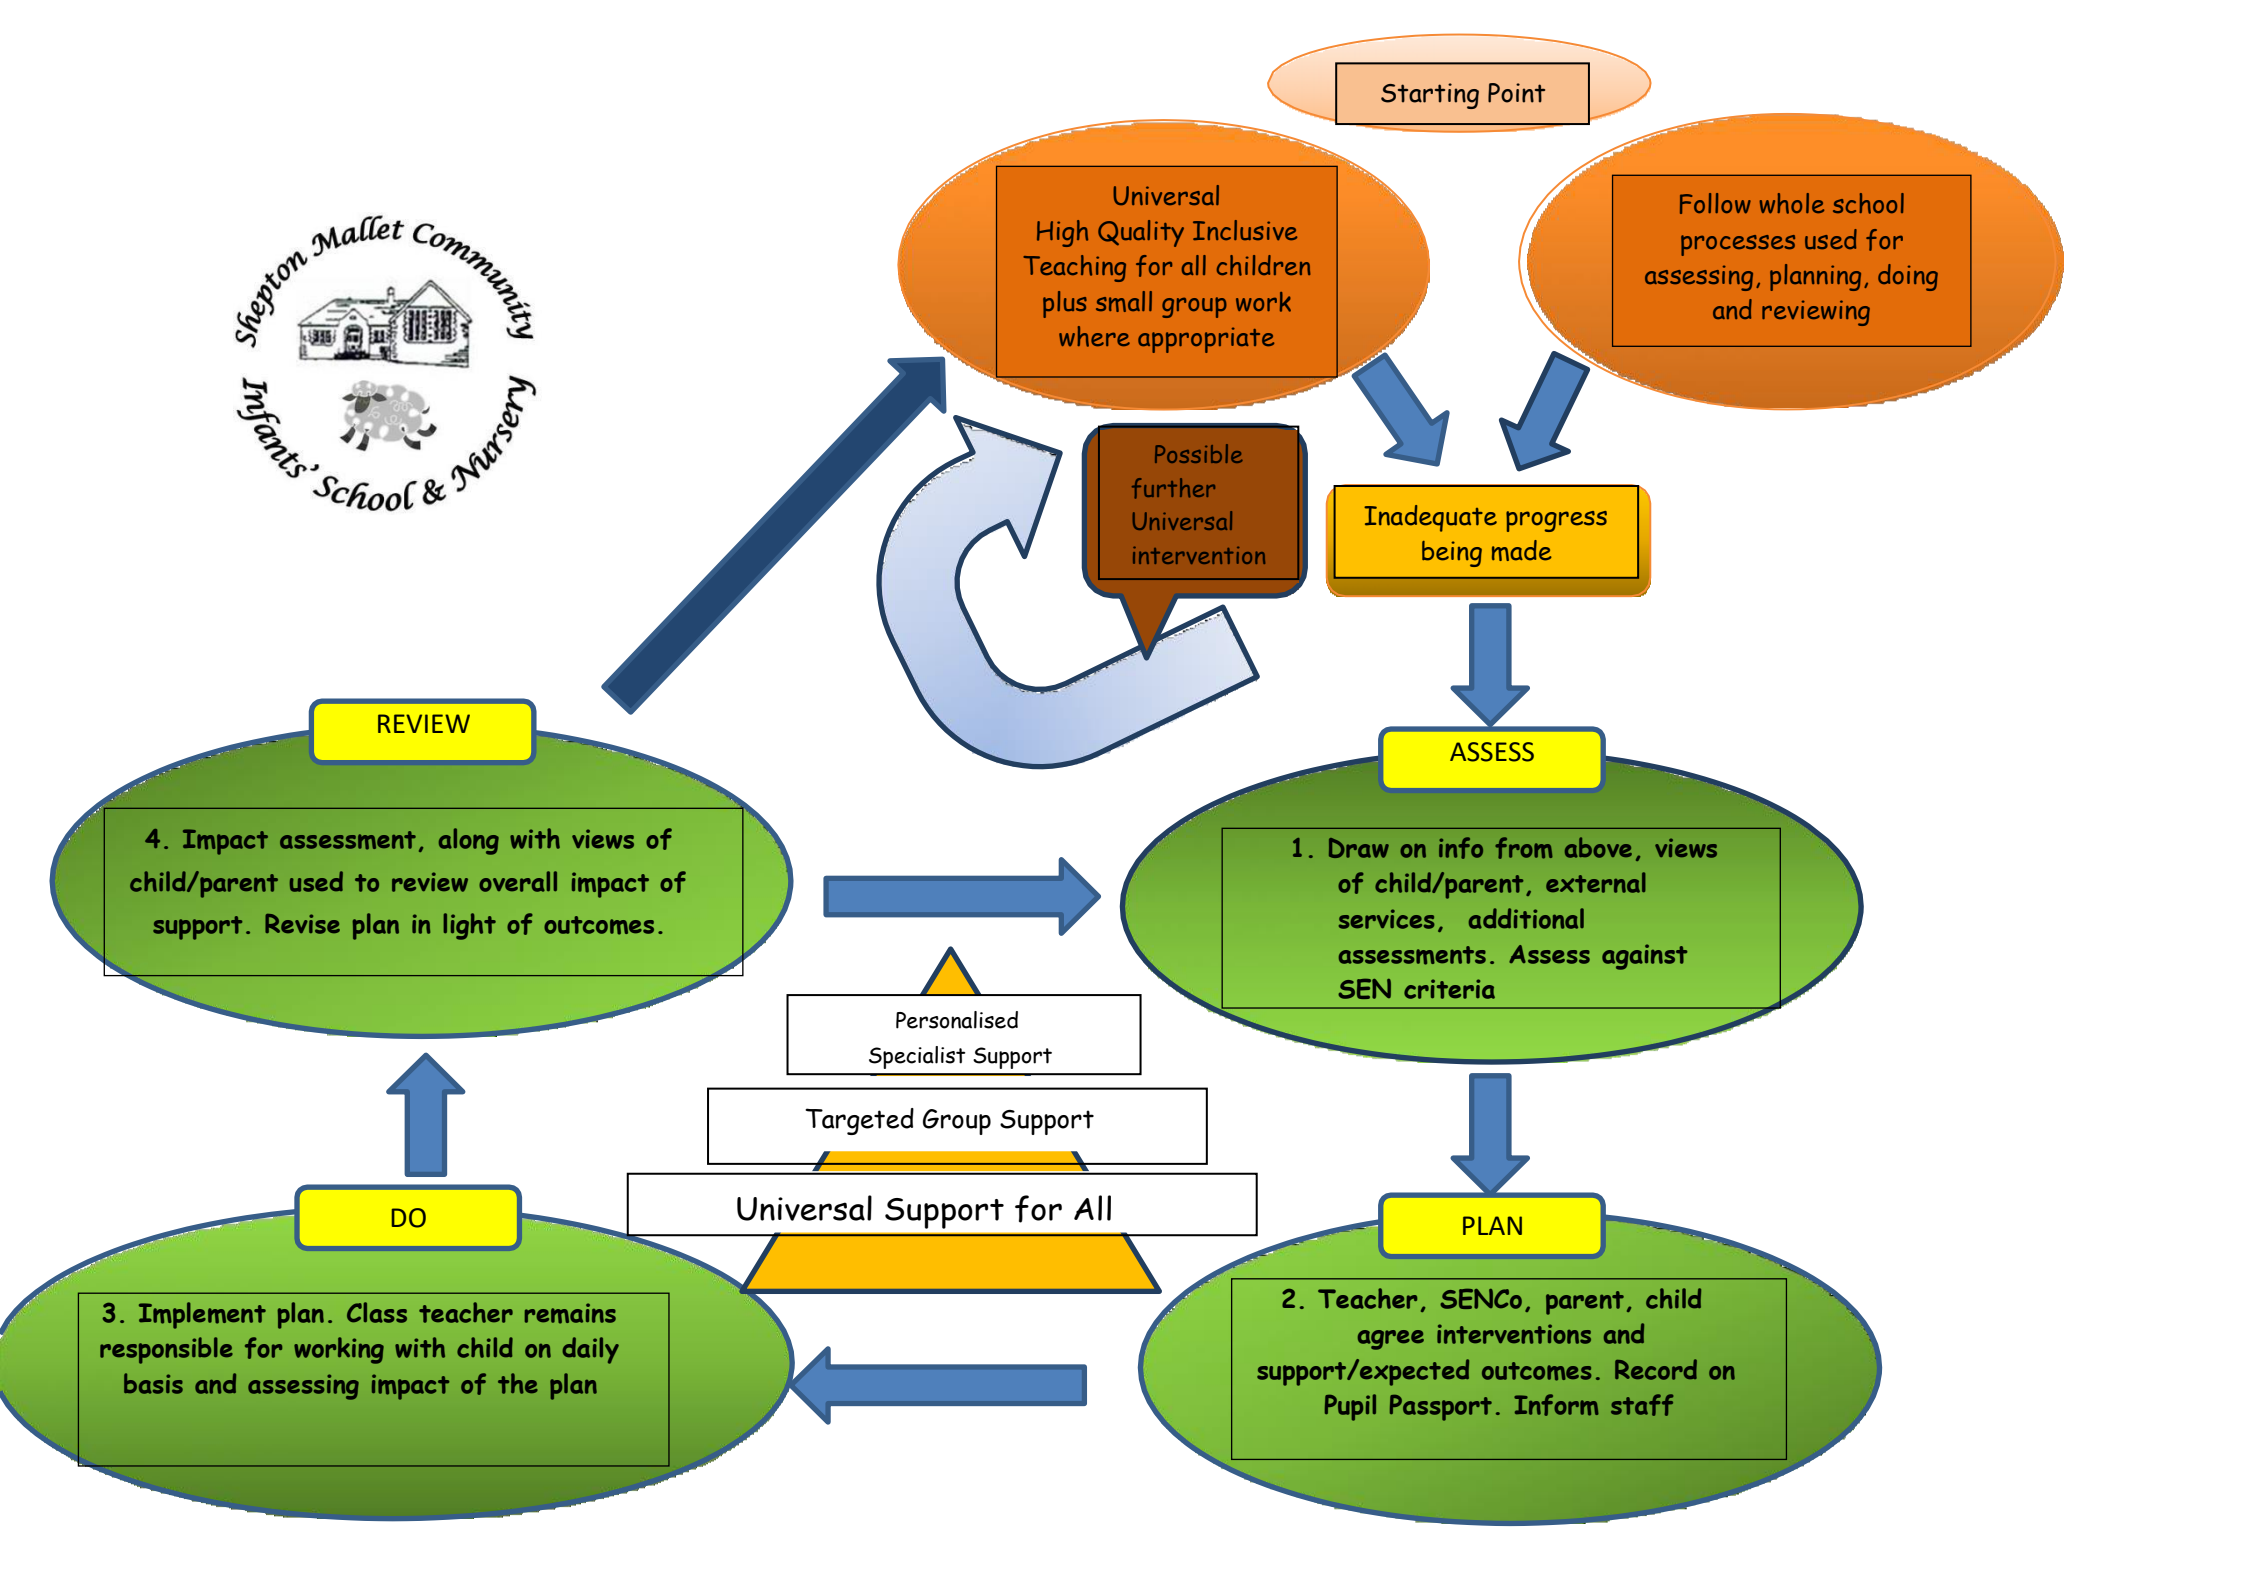 Starting Point
Universal
High Quality Inclusive
Teaching for all children
plus small group work
where appropriate
Follow whole school
processes used for
assessing, planning, doing
and reviewing
Shepton Mallet Community
Infants' School & Nursery
Possible
further
Universal
intervention
Inadequate progress
being made
REVIEW
4. Impact assessment, along with views of
child/parent used to review overall impact of
support. Revise plan in light of outcomes.
ASSESS
1. Draw on info from above, views
of child/parent, external
services, additional
assessments. Assess against
SEN criteria
Personalised
Specialist Support
Targeted Group Support
Universal Support for All
DO
3. Implement plan. Class teacher remains
responsible for working with child on daily
basis and assessing impact of the plan
PLAN
2. Teacher, SENCo, parent, child
agree interventions and
support/expected outcomes. Record on
Pupil Passport. Inform staff